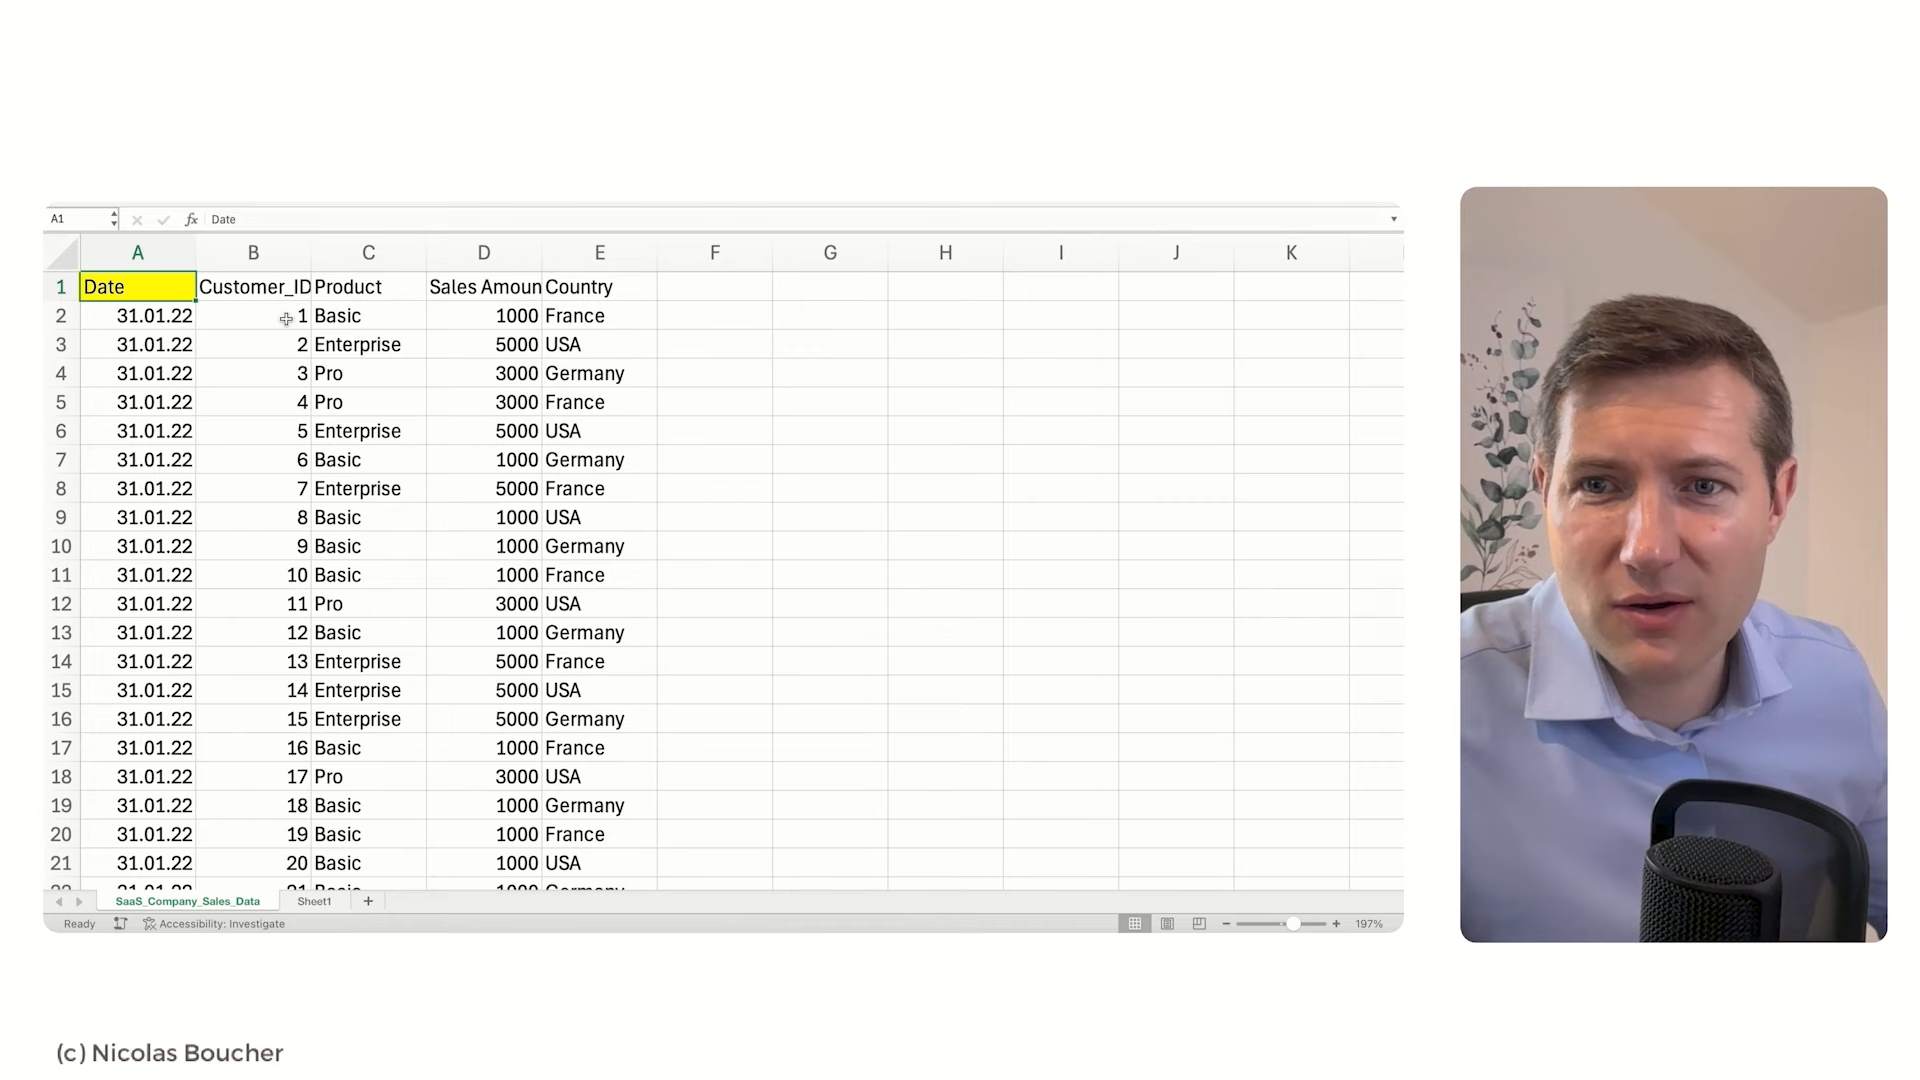 A1 fx Date
A B C D E F G H I J K
1 Date Customer_ID Product Sales Amoun Country
2 31.01.22 1 Basic 1000 France
3 31.01.22 2 Enterprise 5000 USA
4 31.01.22 3 Pro 3000 Germany
5 31.01.22 4 Pro 3000 France
6 31.01.22 5 Enterprise 5000 USA
7 31.01.22 6 Basic 1000 Germany
8 31.01.22 7 Enterprise 5000 France
9 31.01.22 8 Basic 1000 USA
10 31.01.22 9 Basic 1000 Germany
11 31.01.22 10 Basic 1000 France
12 31.01.22 11 Pro 3000 USA
13 31.01.22 12 Basic 1000 Germany
14 31.01.22 13 Enterprise 5000 France
15 31.01.22 14 Enterprise 5000 USA
16 31.01.22 15 Enterprise 5000 Germany
17 31.01.22 16 Basic 1000 France
18 31.01.22 17 Pro 3000 USA
19 31.01.22 18 Basic 1000 Germany
20 31.01.22 19 Basic 1000 France
21 31.01.22 20 Basic 1000 USA
22 31.01.22 21 Basic 1000 Germany
SaaS_Company_Sales_Data Sheet1 +
Ready Accessibility: Investigate 197%
(c) Nicolas Boucher